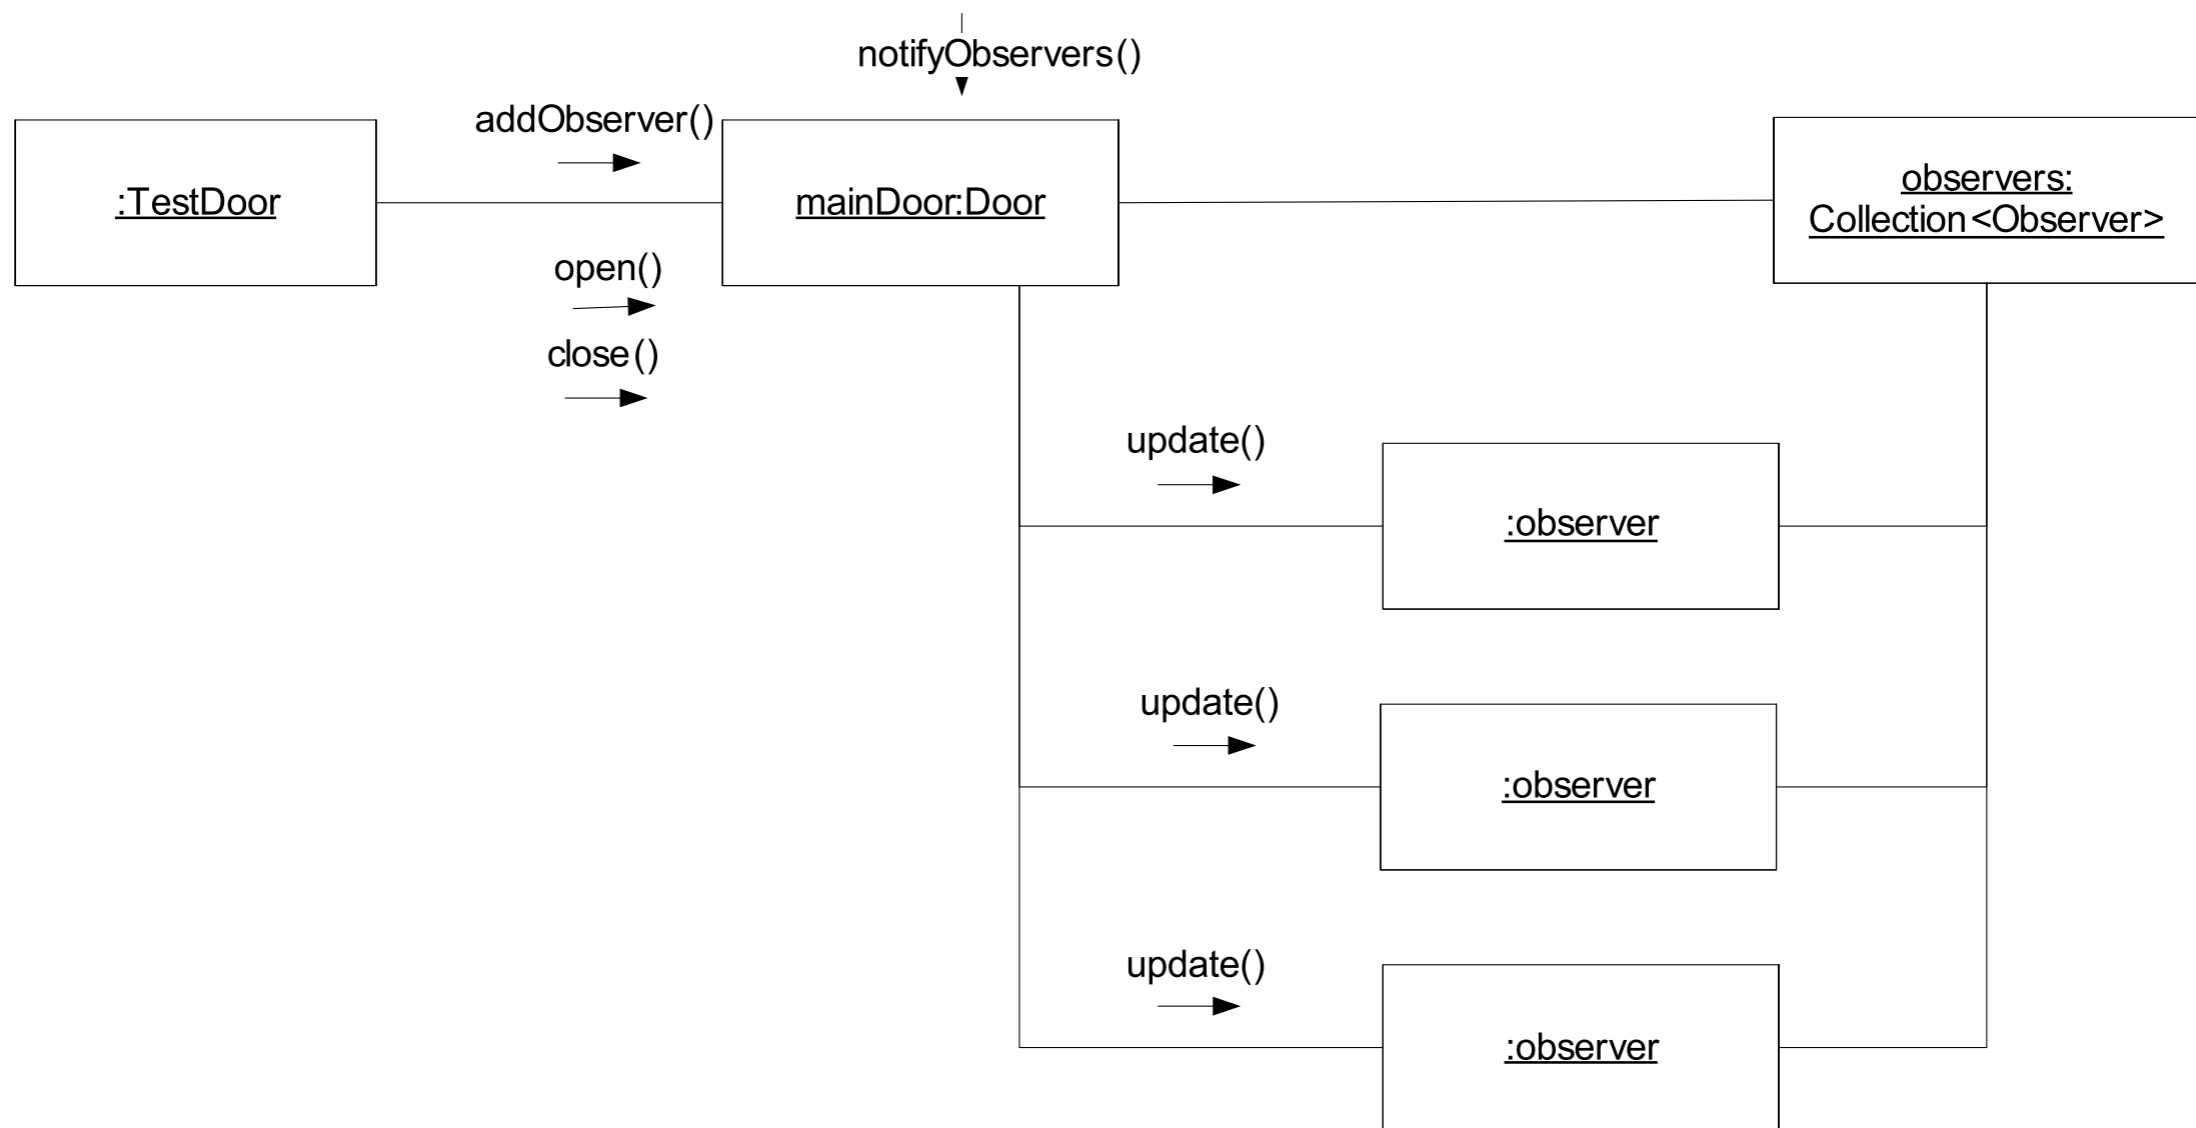 notifyObservers()
addObserver()
:TestDoor
mainDoor:Door
observers:
Collection<Observer>
open()
close()
update()
:observer
update()
:observer
update()
:observer